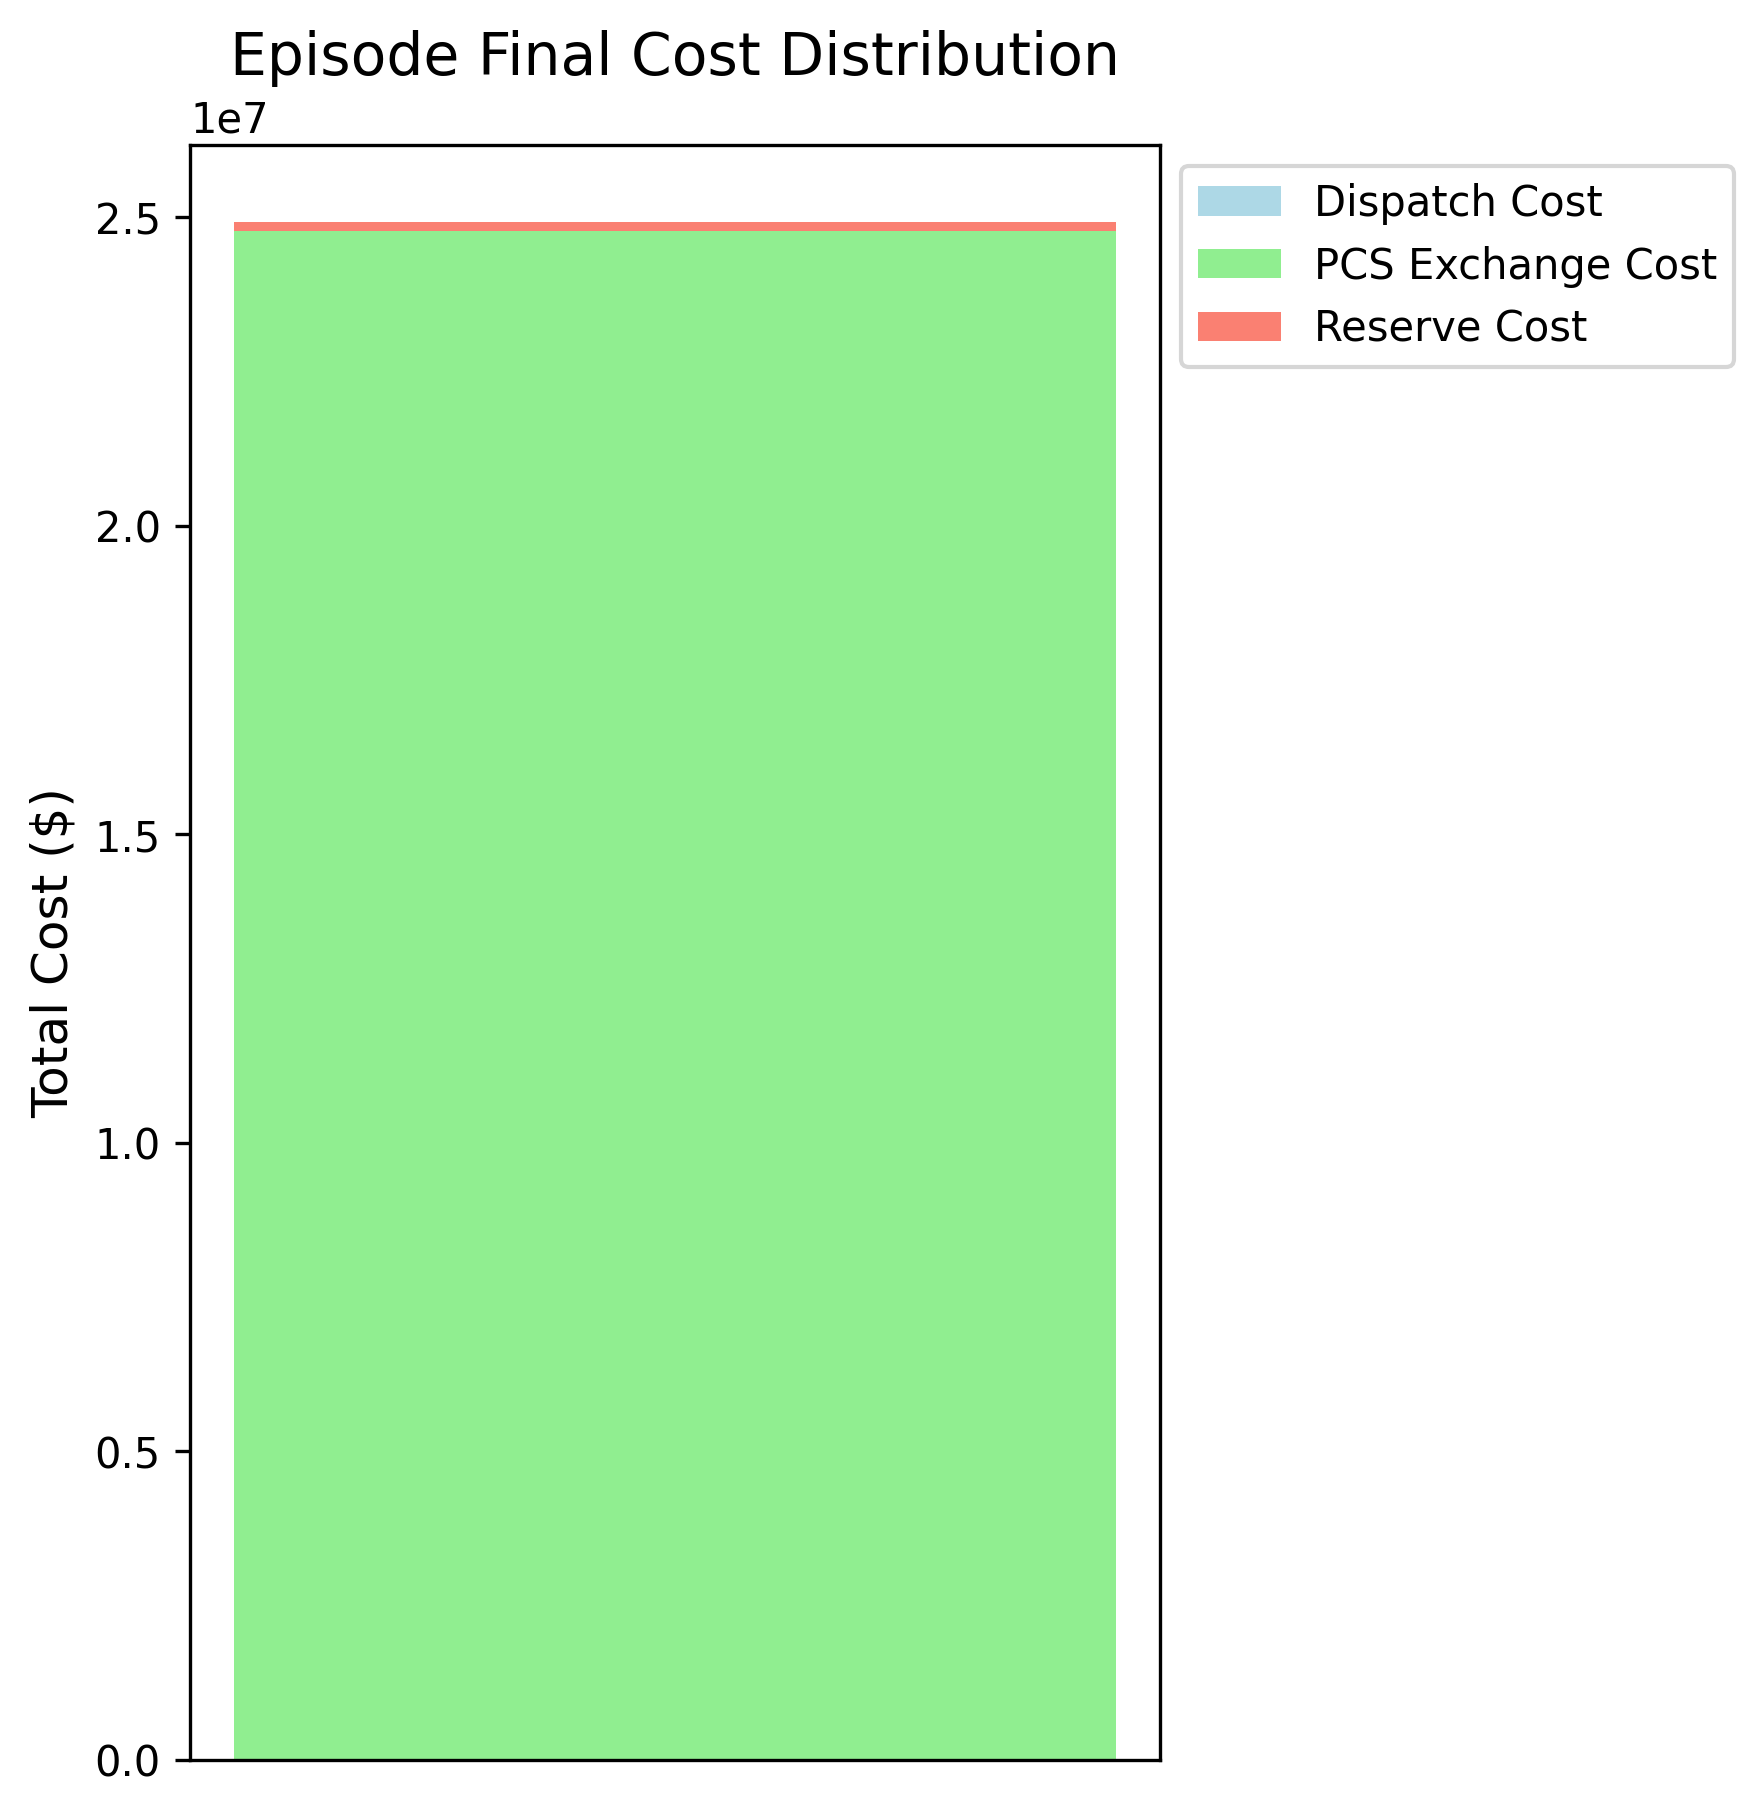 Episode Final Cost Distribution
1e7
2.5
2.0
1.5
1.0
0.5
0.0
Total Cost ($)
Dispatch Cost
PCS Exchange Cost
Reserve Cost